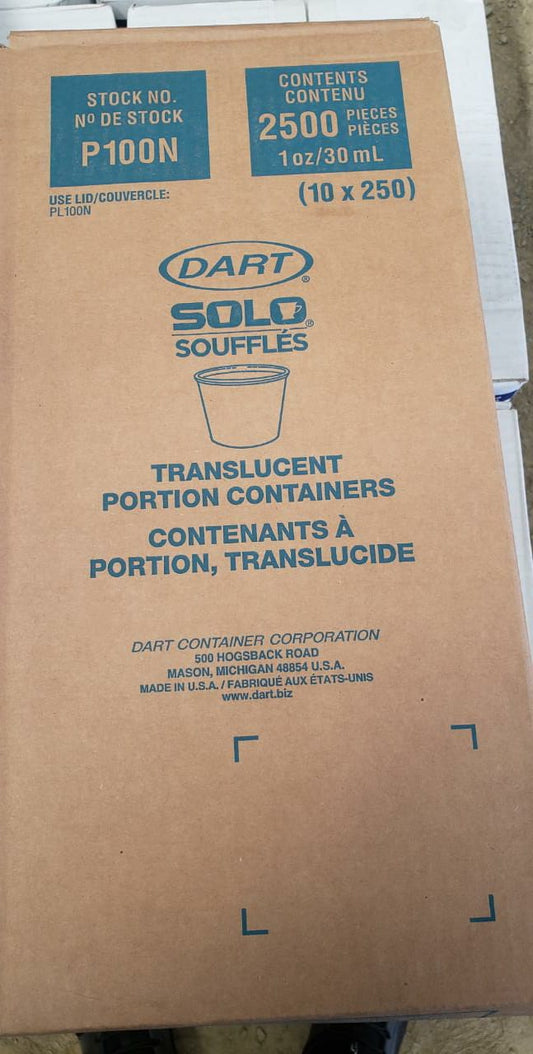 STOCK NO.
Nº DE STOCK
P100N
CONTENTS
CONTENU
2500 PIECES
PIÈCES
1 oz/30 mL
USE LID/COUVERCLE:
PL100N
(10 x 250)
DART®
SOLO®
SOUFFLÉS
TRANSLUCENT
PORTION CONTAINERS
CONTENANTS À
PORTION, TRANSLUCIDE
DART CONTAINER CORPORATION
500 HOGSBACK ROAD
MASON, MICHIGAN 48854 U.S.A.
MADE IN U.S.A. / FABRIQUÉ AUX ÉTATS-UNIS
www.dart.biz